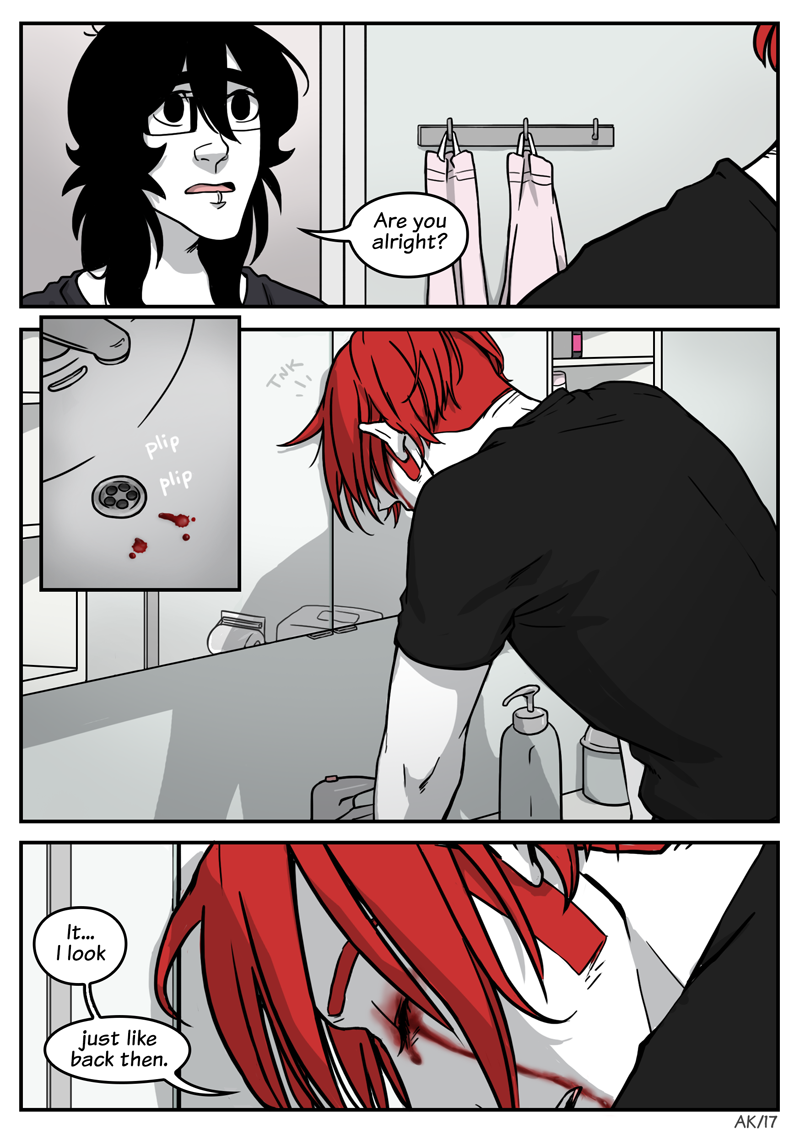 Are you
alright?
TNK
plip
plip
It...
I look
just like
back then.
AK/17